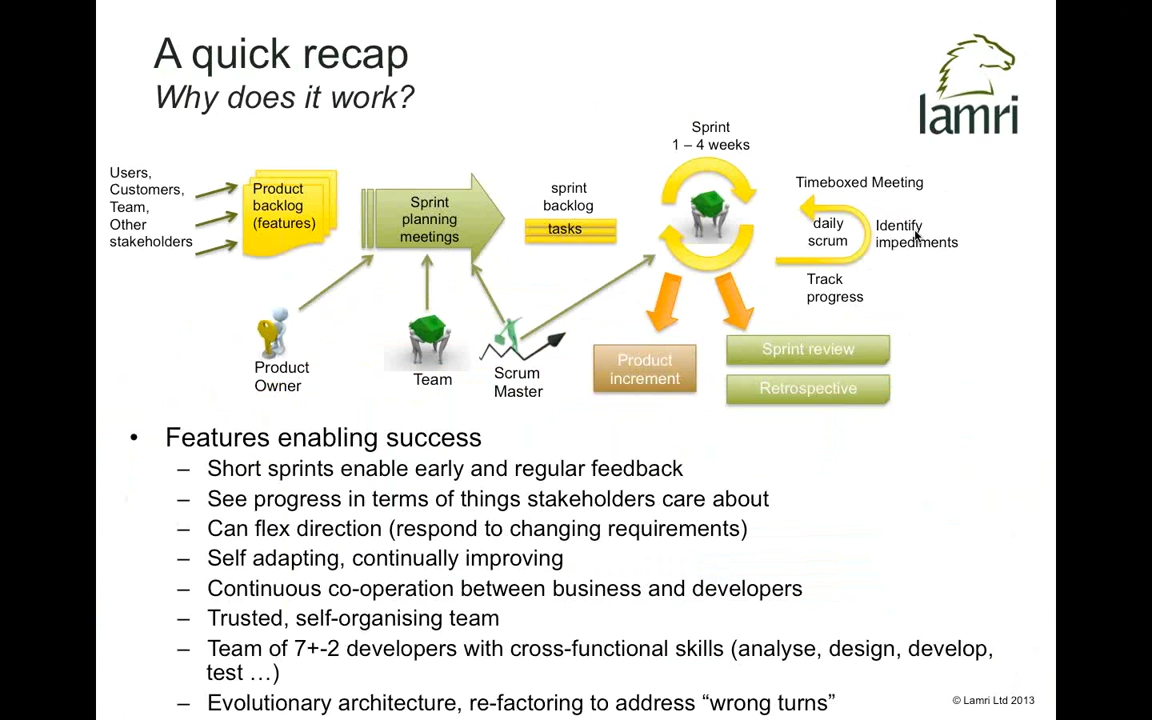 A quick recap
Why does it work?
lamri
Sprint
1 – 4 weeks
Users,
Customers,
Team,
Other
stakeholders
Product
backlog
(features)
Sprint
planning
meetings
sprint
backlog
tasks
Timeboxed Meeting
daily
scrum
Identify
impediments
Track
progress
Product
Owner
Team
Scrum
Master
Product
increment
Sprint review
Retrospective
• Features enabling success
– Short sprints enable early and regular feedback
– See progress in terms of things stakeholders care about
– Can flex direction (respond to changing requirements)
– Self adapting, continually improving
– Continuous co-operation between business and developers
– Trusted, self-organising team
– Team of 7+-2 developers with cross-functional skills (analyse, design, develop,
test …)
– Evolutionary architecture, re-factoring to address “wrong turns”
© Lamri Ltd 2013